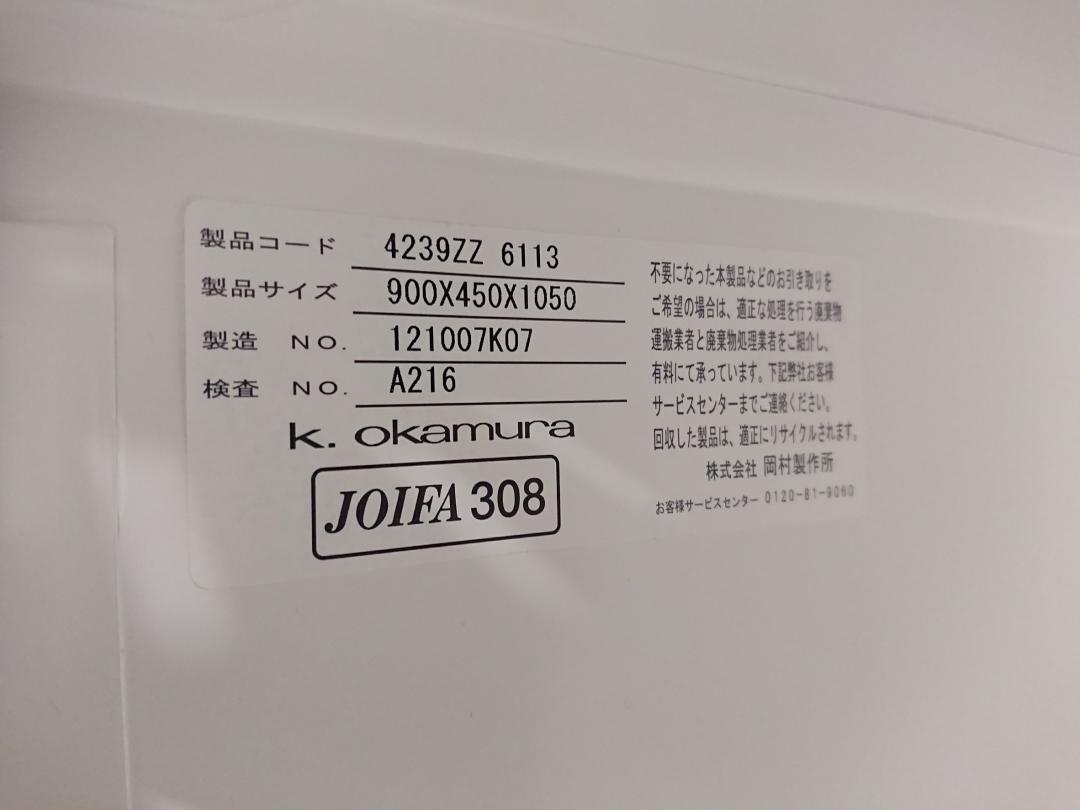 製品コード 4239ZZ 6113
製品サイズ 900X450X1050
製造 NO. 121007K07
検査 NO. A216
K. okamura
JOIFA 308
不要になった本製品などのお引き取りを
ご希望の場合は、適正な処理を行う廃棄物
運搬業者と廃棄物処理業者をご紹介し、
有料にて承っています。下記弊社お客様
サービスセンターまでご連絡ください。
回収した製品は、適正にリサイクルされます。
株式会社 岡村製作所
お客様サービスセンター 0120-81-9060